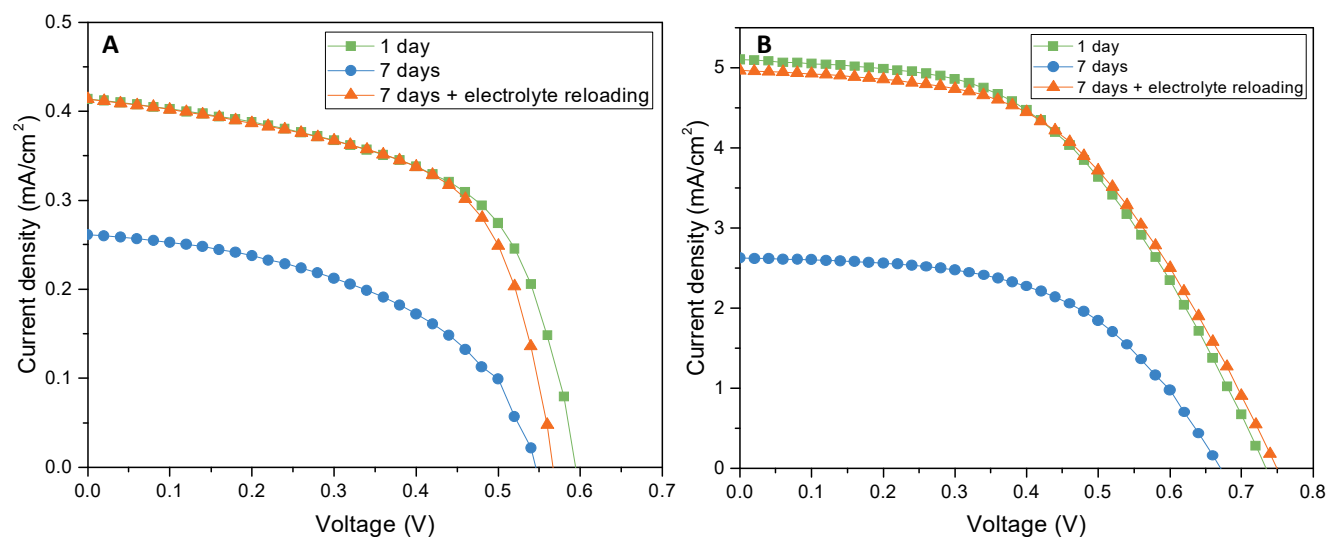 A
1 day
7 days
7 days + electrolyte reloading
Current density (mA/cm²)
0.5
0.4
0.3
0.2
0.1
0.0
0.0 0.1 0.2 0.3 0.4 0.5 0.6 0.7
Voltage (V)
B
1 day
7 days
7 days + electrolyte reloading
Current density (mA/cm²)
5
4
3
2
1
0
0.0 0.1 0.2 0.3 0.4 0.5 0.6 0.7 0.8
Voltage (V)